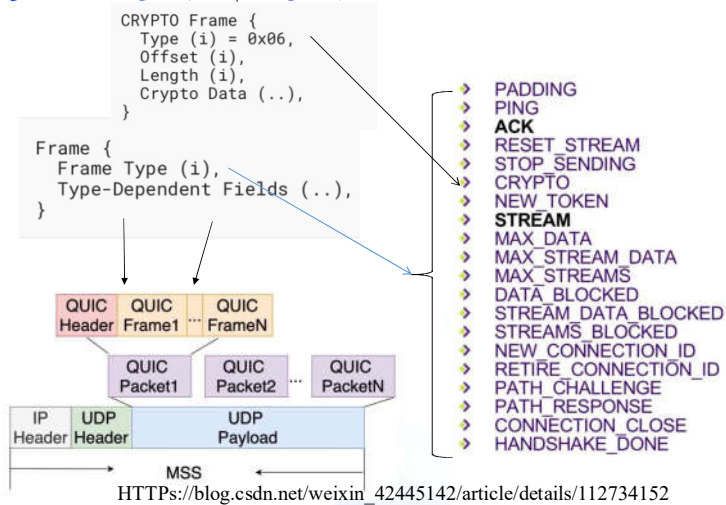 CRYPTO Frame {
Type (i) = 0x06,
Offset (i),
Length (i),
Crypto Data (..),
}
Frame {
Frame Type (i),
Type-Dependent Fields (..),
}
QUIC Header
QUIC Frame1
...
QUIC FrameN
QUIC Packet1
QUIC Packet2
...
QUIC PacketN
IP Header
UDP Header
UDP Payload
MSS
PADDING
PING
ACK
RESET_STREAM
STOP_SENDING
CRYPTO
NEW_TOKEN
STREAM
MAX_DATA
MAX_STREAM_DATA
MAX_STREAMS
DATA_BLOCKED
STREAM_DATA_BLOCKED
STREAMS_BLOCKED
NEW_CONNECTION_ID
RETIRE_CONNECTION_ID
PATH_CHALLENGE
PATH_RESPONSE
CONNECTION_CLOSE
HANDSHAKE_DONE
HTTPs://blog.csdn.net/weixin_42445142/article/details/112734152